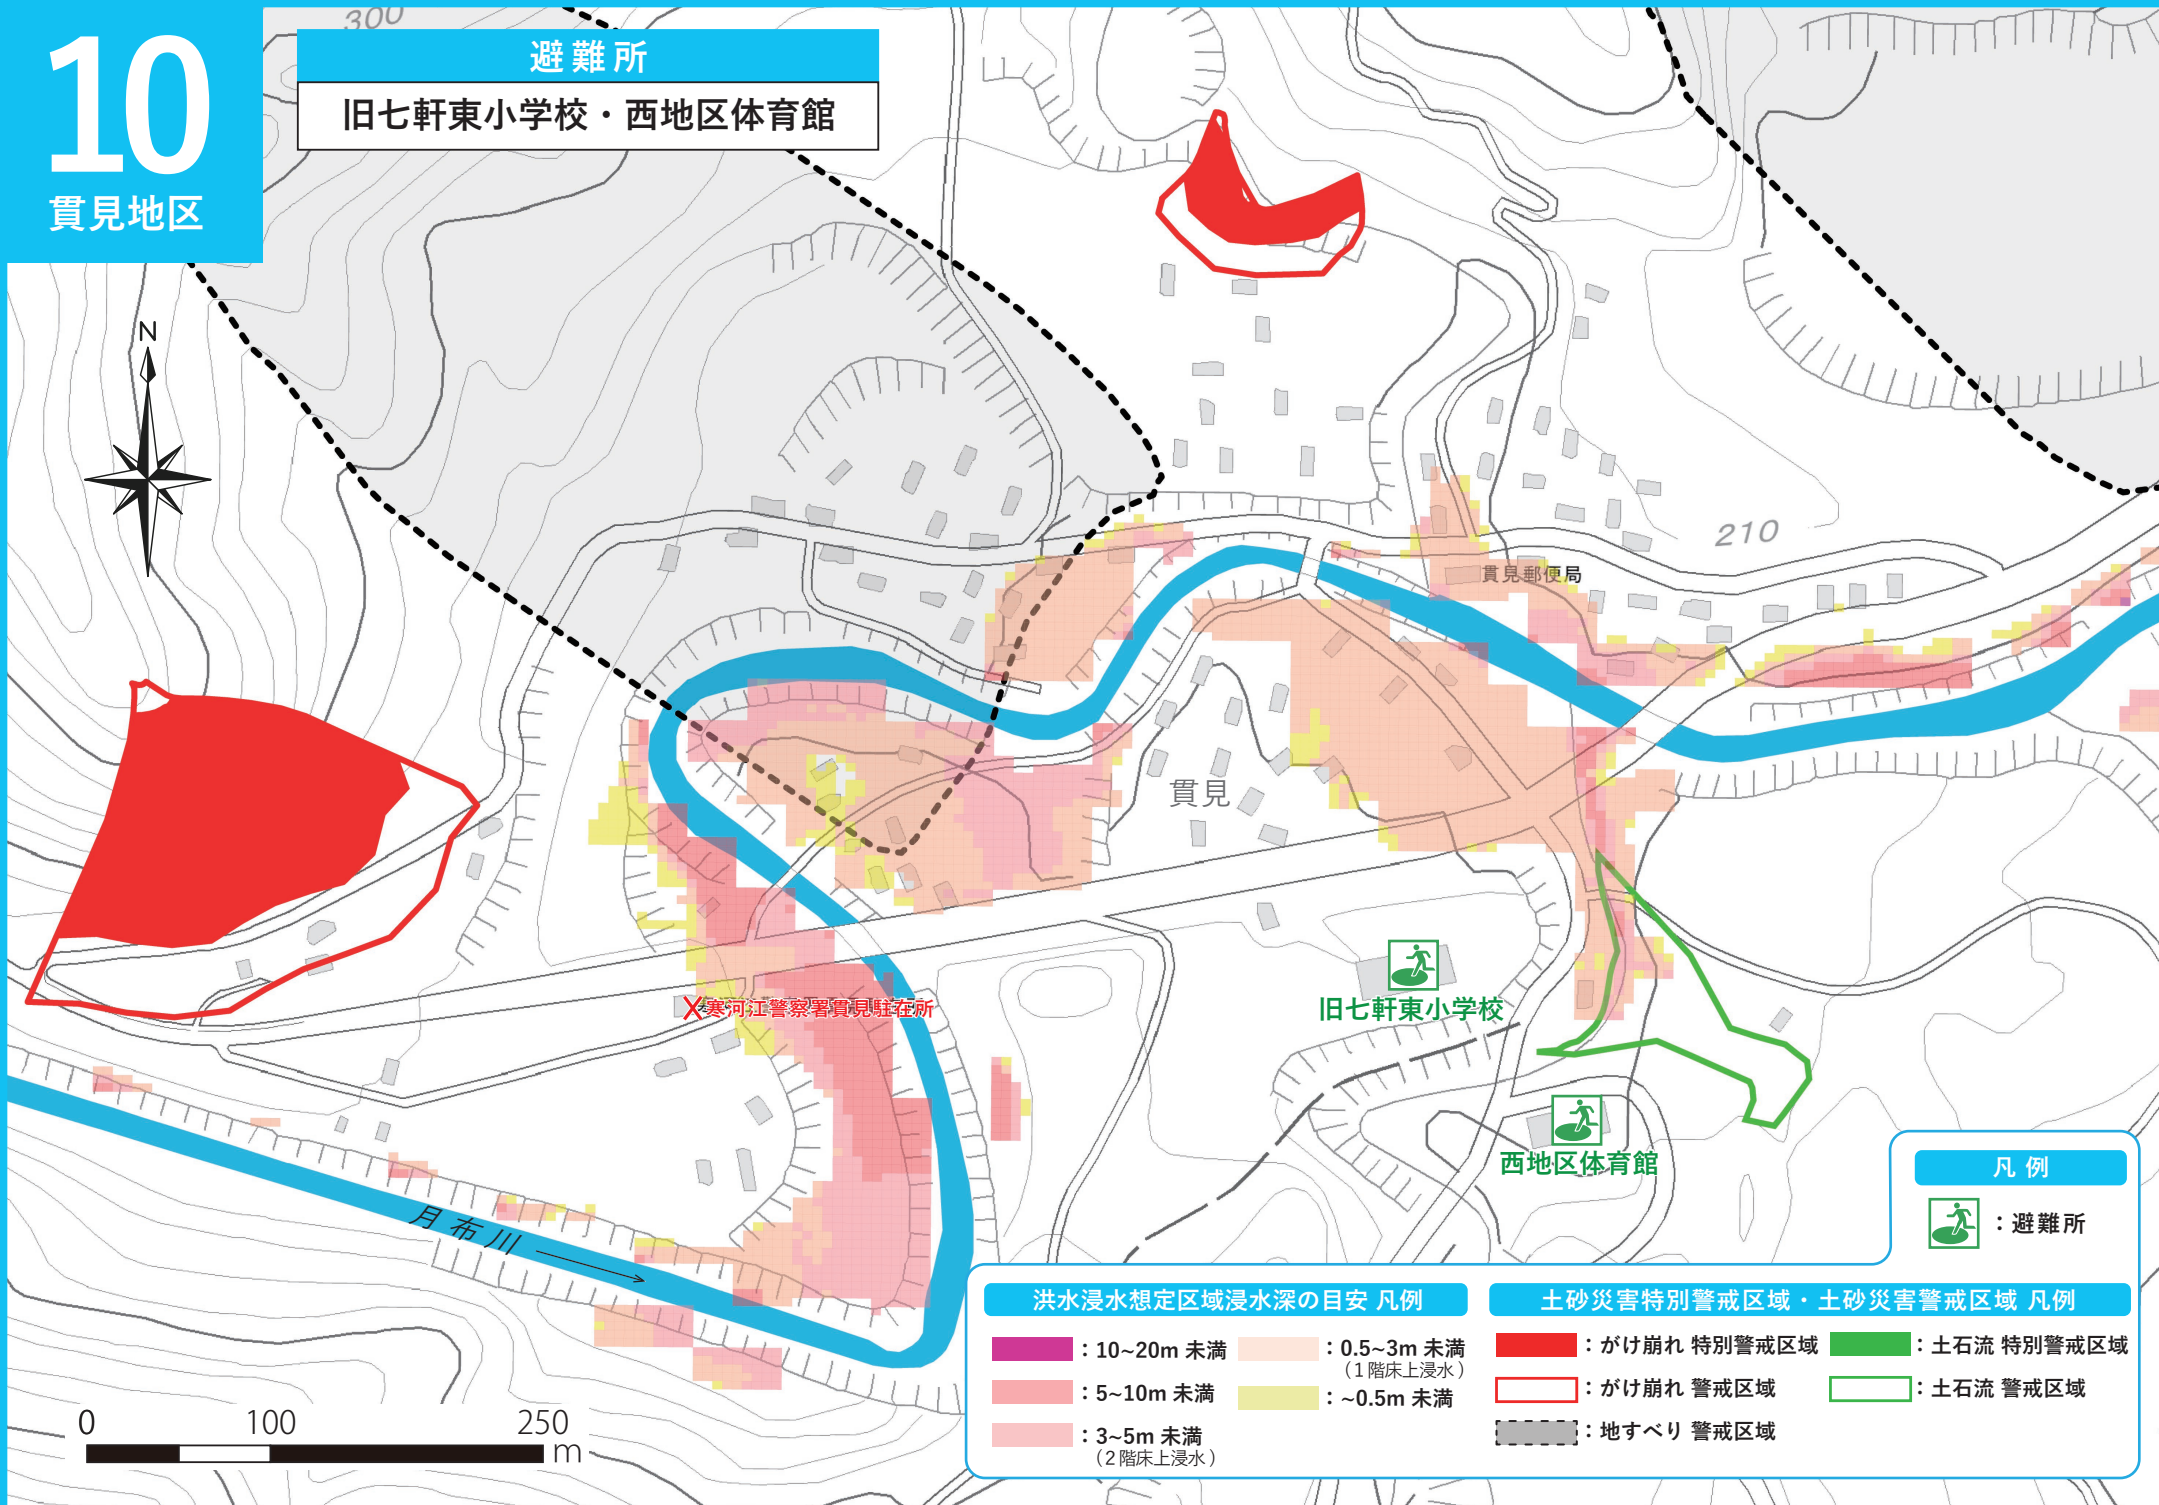 10
貫見地区
避難所
旧七軒東小学校・西地区体育館
300
N
210
貫見郵便局
貫見
寒河江警察署貫見駐在所
旧七軒東小学校
西地区体育館
月布川
0 100 250
m
凡例
：避難所
洪水浸水想定区域浸水深の目安 凡例
：10~20m 未満
：5~10m 未満
：3~5m 未満
（2階床上浸水）
：0.5~3m 未満
（1階床上浸水）
：~0.5m 未満
土砂災害特別警戒区域・土砂災害警戒区域 凡例
：がけ崩れ 特別警戒区域
：がけ崩れ 警戒区域
：地すべり 警戒区域
：土石流 特別警戒区域
：土石流 警戒区域